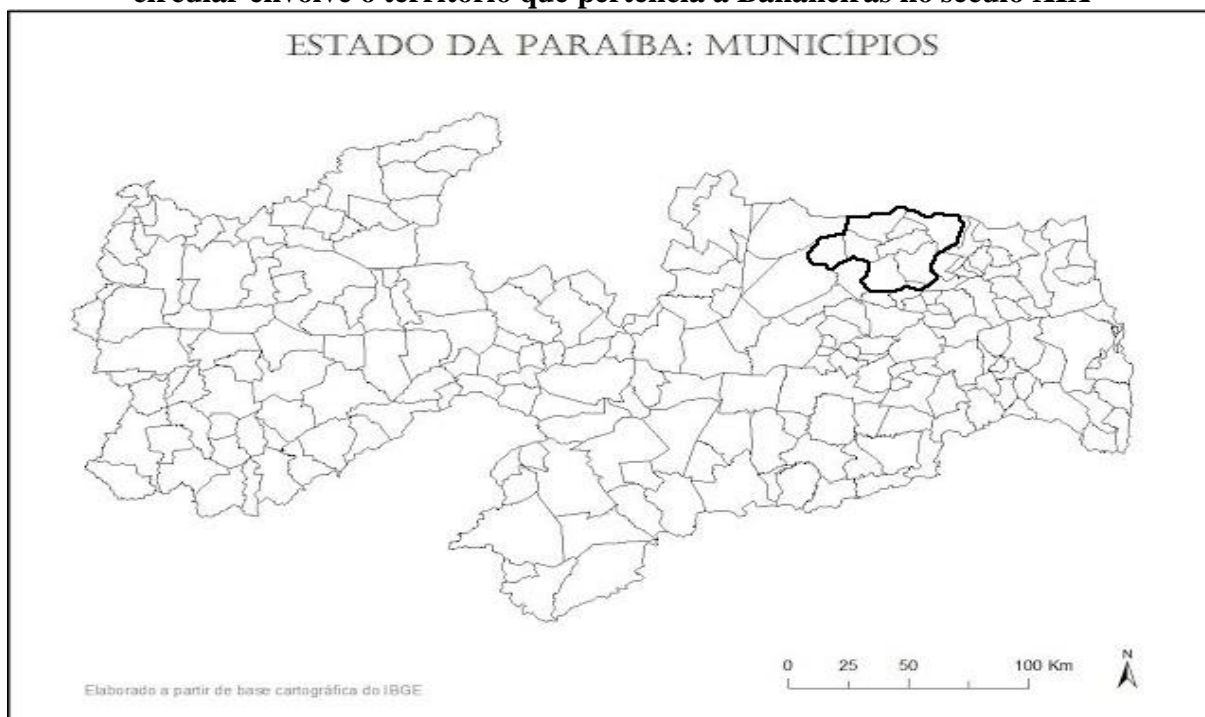 circular envolve o território que pertencia a Bananeiras no século XIX
ESTADO DA PARAÍBA: MUNICÍPIOS
0 25 50 100 Km
N
Elaborado a partir de base cartográfica do IBGE